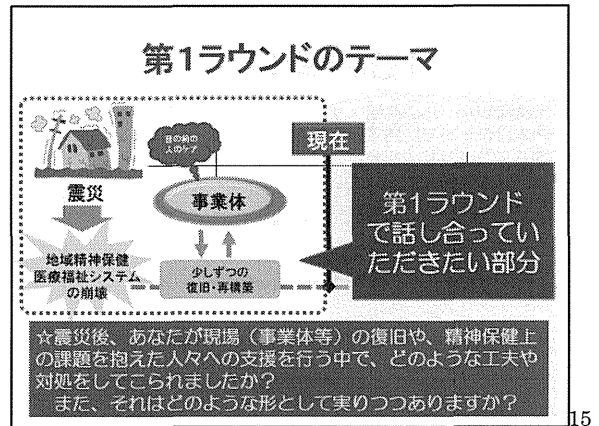 第1ラウンドのテーマ
目の前の
人のケア
現在
震災
事業体
第1ラウンド
で話し合ってい
ただきたい部分
地域精神保健
医療福祉システム
の崩壊
少しずつの
復旧・再構築
☆震災後、あなたが現場（事業体等）の復旧や、精神保健上
の課題を抱えた人々への支援を行う中で、どのような工夫や
対処をしてこられましたか？
また、それはどのような形として実りつつありますか？
15